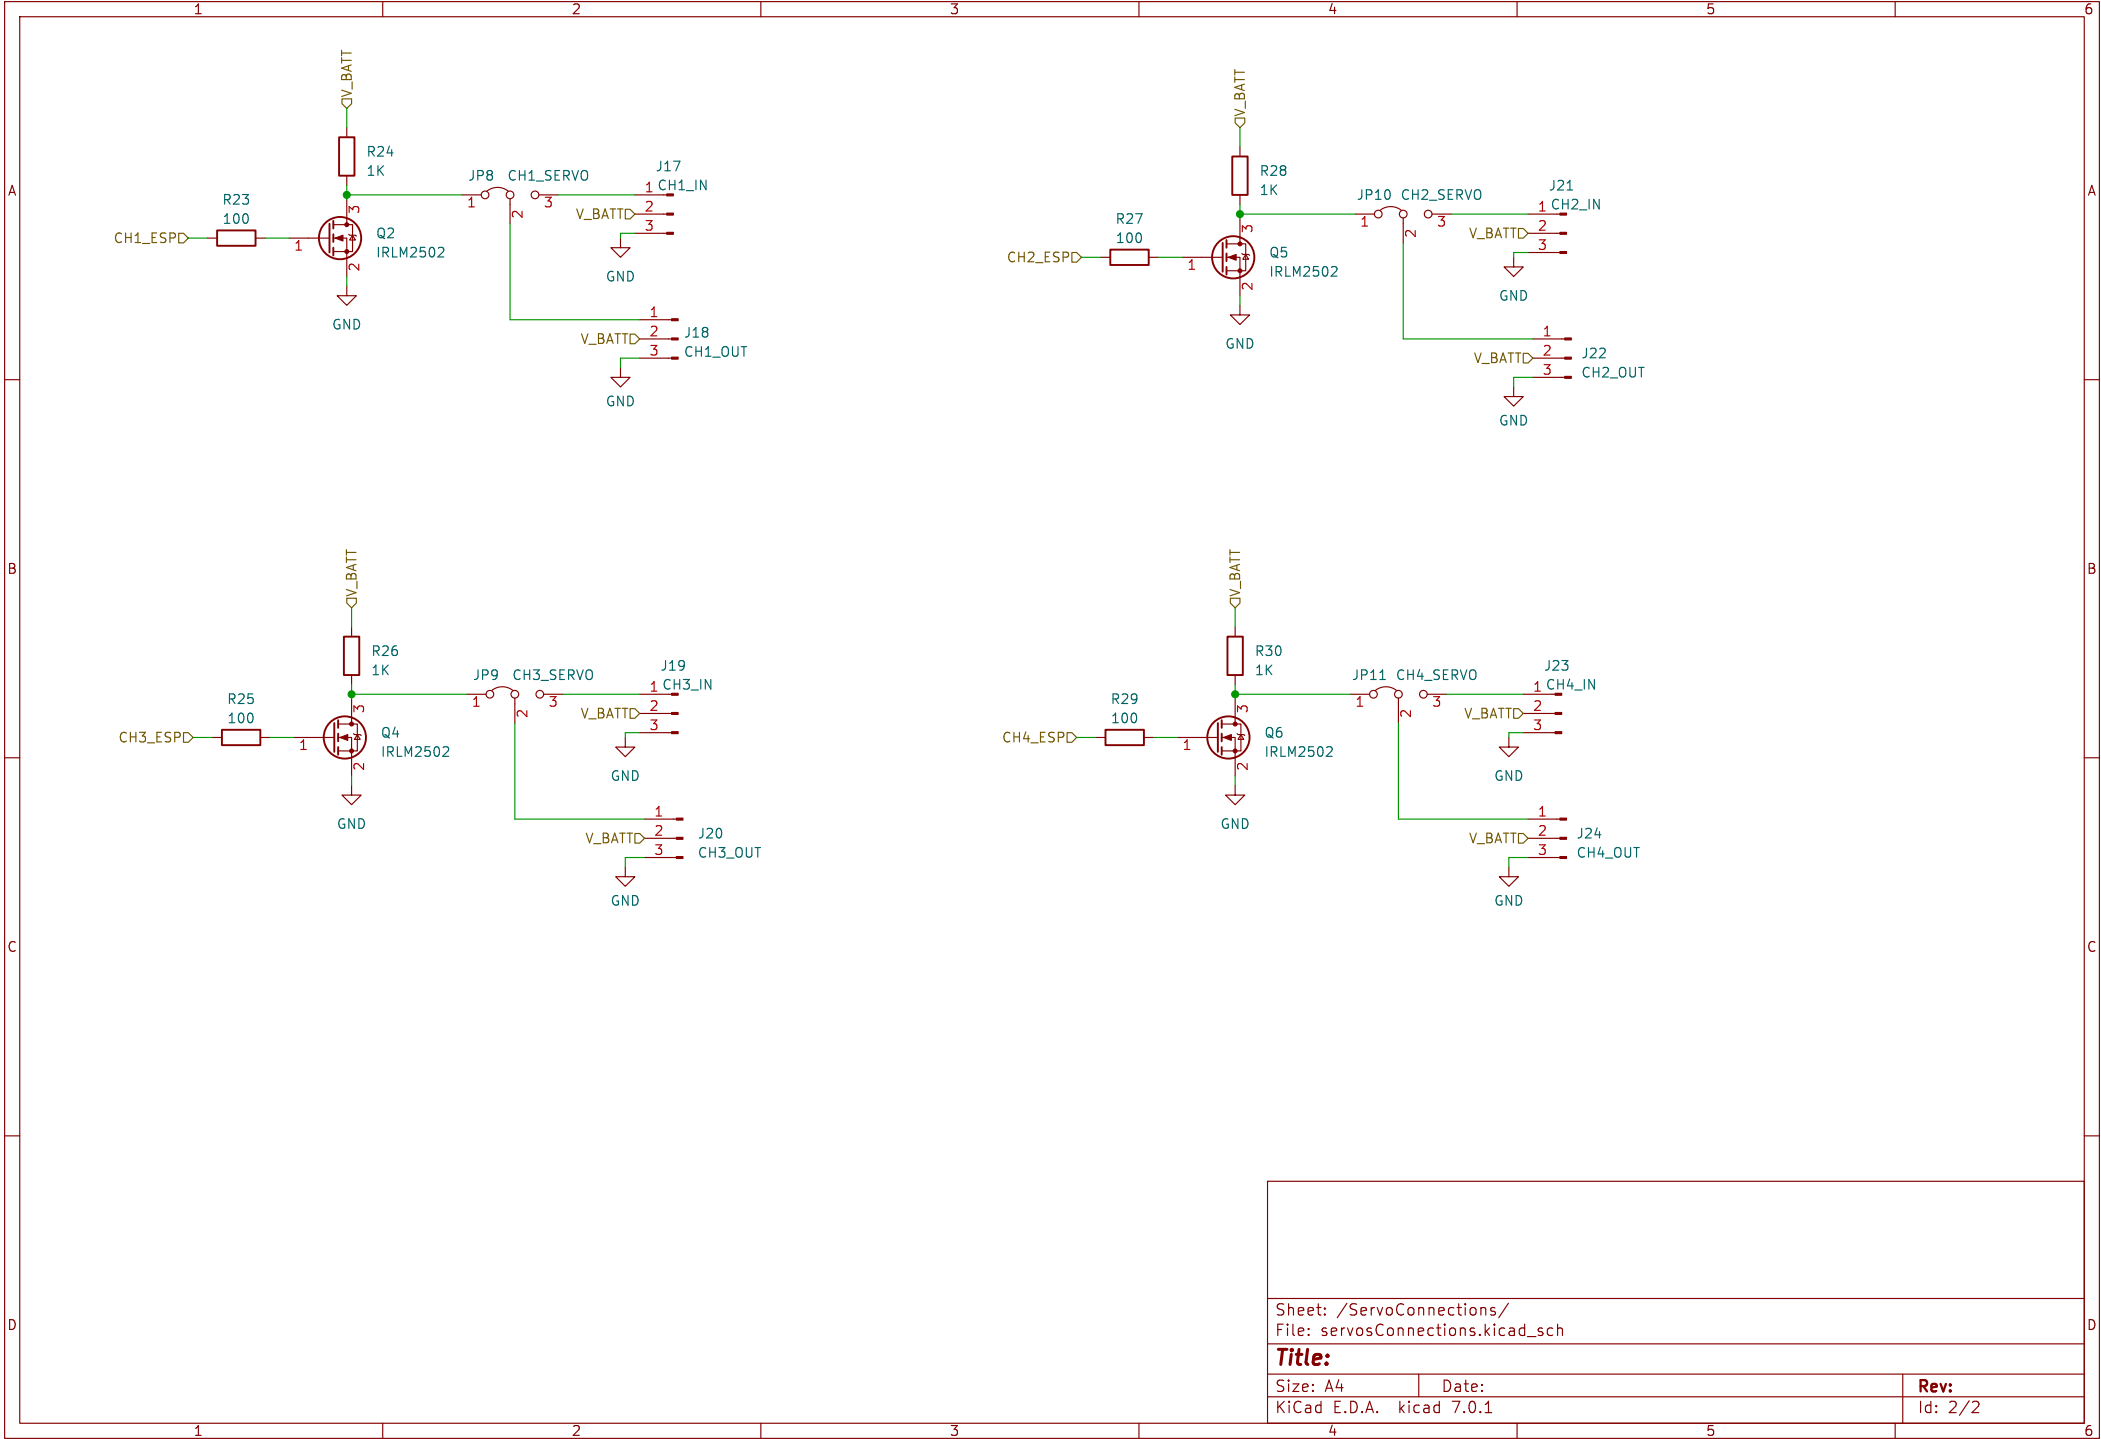 1 2 3 4 5 6
A
B
C
D
A
B
C
D
V_BATT
R24
1K
R23
100
CH1_ESP
1
3
2
Q2
IRLM2502
GND
JP8 CH1_SERVO
1
2
3
J17
CH1_IN
1
V_BATT 2
3
GND
1
V_BATT 2
3
J18
CH1_OUT
GND
V_BATT
R28
1K
R27
100
CH2_ESP
1
3
2
Q5
IRLM2502
GND
JP10 CH2_SERVO
1
2
3
J21
CH2_IN
1
V_BATT 2
3
GND
1
V_BATT 2
3
J22
CH2_OUT
GND
V_BATT
R26
1K
R25
100
CH3_ESP
1
3
2
Q4
IRLM2502
GND
JP9 CH3_SERVO
1
2
3
J19
CH3_IN
1
V_BATT 2
3
GND
1
V_BATT 2
3
J20
CH3_OUT
GND
V_BATT
R30
1K
R29
100
CH4_ESP
1
3
2
Q6
IRLM2502
GND
JP11 CH4_SERVO
1
2
3
J23
CH4_IN
1
V_BATT 2
3
GND
1
V_BATT 2
3
J24
CH4_OUT
GND
Sheet: /ServoConnections/
File: servosConnections.kicad_sch
Title:
Size: A4 Date: Rev:
KiCad E.D.A. kicad 7.0.1 Id: 2/2
1 2 3 4 5 6